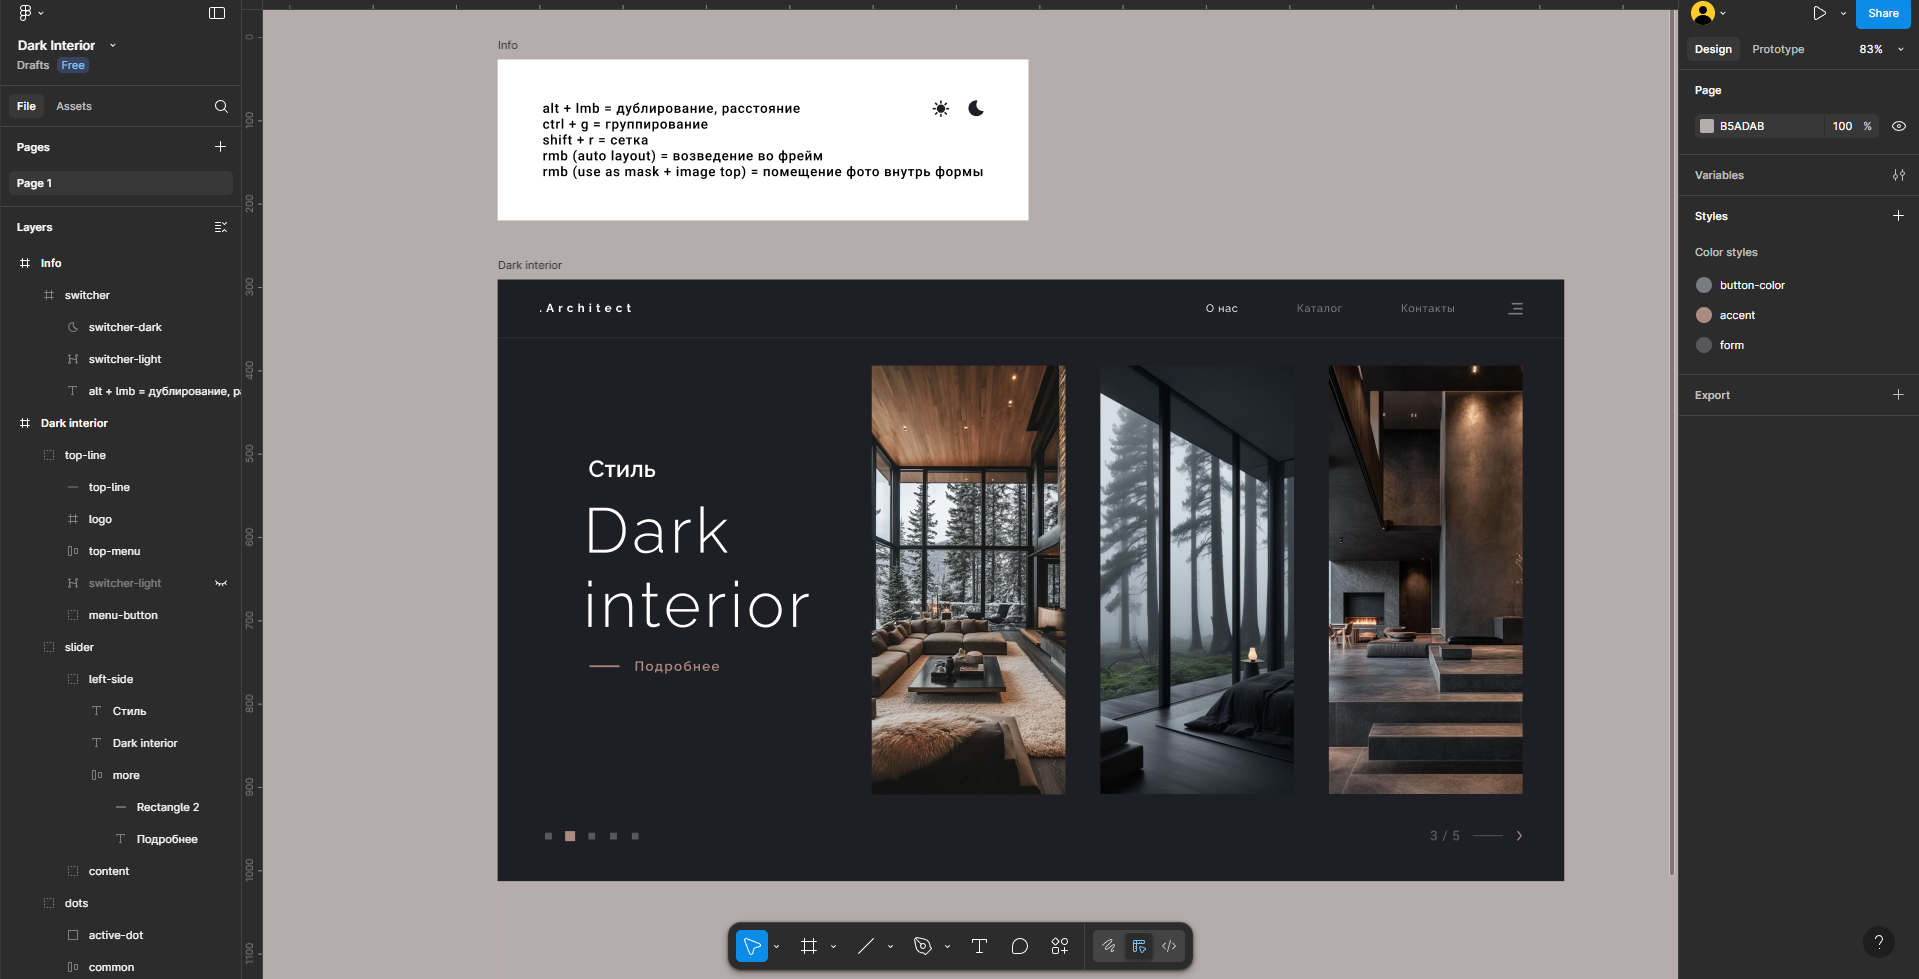 Dark Interior
Drafts Free
File Assets
Pages
Page 1
Layers
Info
switcher
switcher-dark
switcher-light
alt + lmb = дублирование, р
Dark interior
top-line
top-line
logo
top-menu
switcher-light
menu-button
slider
left-side
Стиль
Dark interior
more
Rectangle 2
Подробнее
content
dots
active-dot
common
0
100
200
300
400
500
600
700
800
900
1000
1100
Info
alt + lmb = дублирование, расстояние
ctrl + g = группирование
shift + r = сетка
rmb (auto layout) = возведение во фрейм
rmb (use as mask + image top) = помещение фото внутрь формы
Dark interior
.Architect
О нас Каталог Контакты
Стиль
Dark
interior
Подробнее
3 / 5
Share
Design Prototype 83%
Page
B5ADAB 100 %
Variables
Styles
Color styles
button-color
accent
form
Export
?